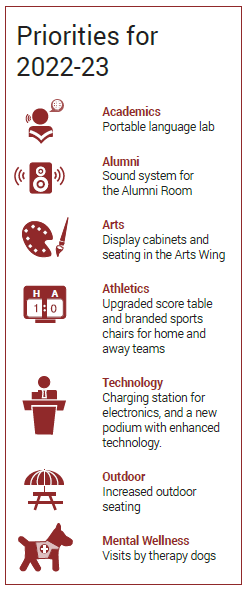 Priorities for
2022-23
Academics
Portable language lab
Alumni
Sound system for
the Alumni Room
Arts
Display cabinets and
seating in the Arts Wing
H A
1:0
Athletics
Upgraded score table
and branded sports
chairs for home and
away teams
Technology
Charging station for
electronics, and a new
podium with enhanced
technology.
Outdoor
Increased outdoor
seating
Mental Wellness
Visits by therapy dogs